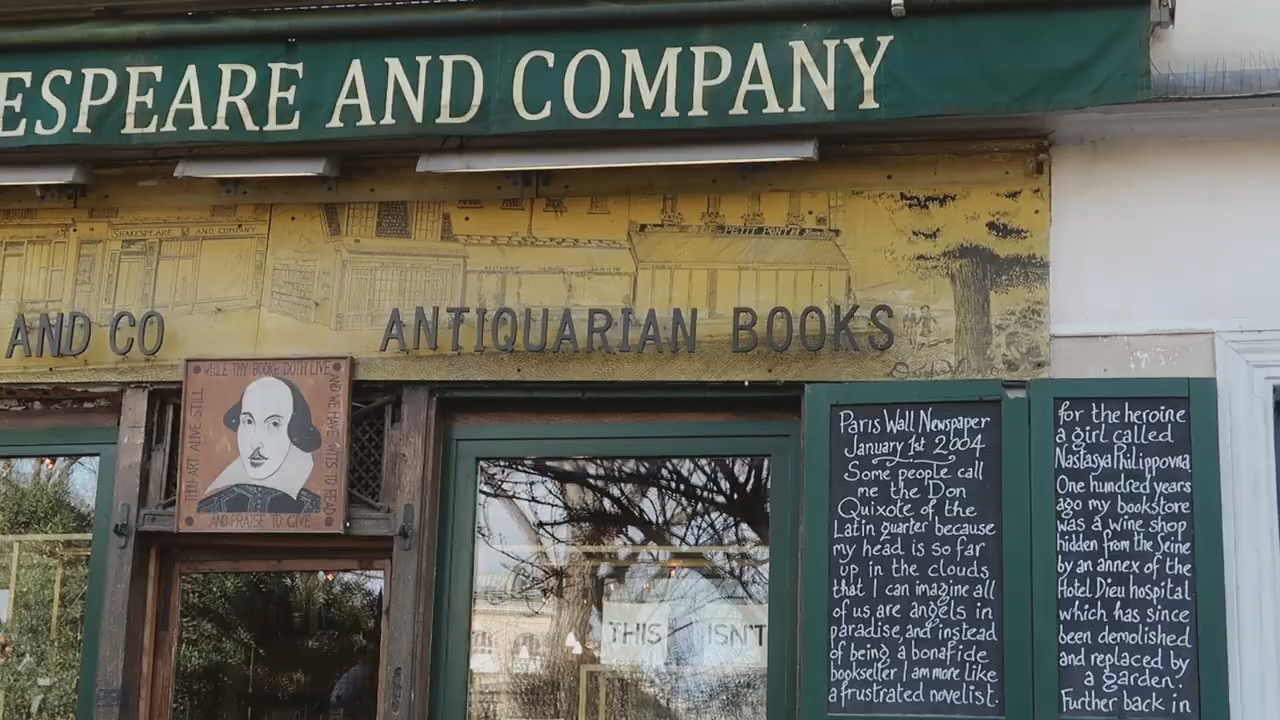 ESPEARE AND COMPANY
SHAKESPEARE AND COMPANY
LE PETIT PONT
RESTAURANT
AND CO
ANTIQUARIAN BOOKS
WHILE THY BOOKE DOTH LIVE
AND WE HAVE WITS TO READ
AND PRAISE TO GIVE
THOU ART ALIVE STILL
THIS ISN'T
Paris Wall Newspaper
January 1st 2004
Some people call
me the Don
Quixote of the
Latin quarter because
my head is so far
up in the clouds
that I can imagine all
of us are angels in
paradise, and instead
of being a bonafide
bookseller I am more like
a frustrated novelist.
for the heroine
a girl called
Nastasya Philippovna
One hundred years
ago my bookstore
was a wine shop
hidden from the Seine
by an annex of the
Hotel Dieu hospital
which has since
been demolished
and replaced by
a garden.
Further back in